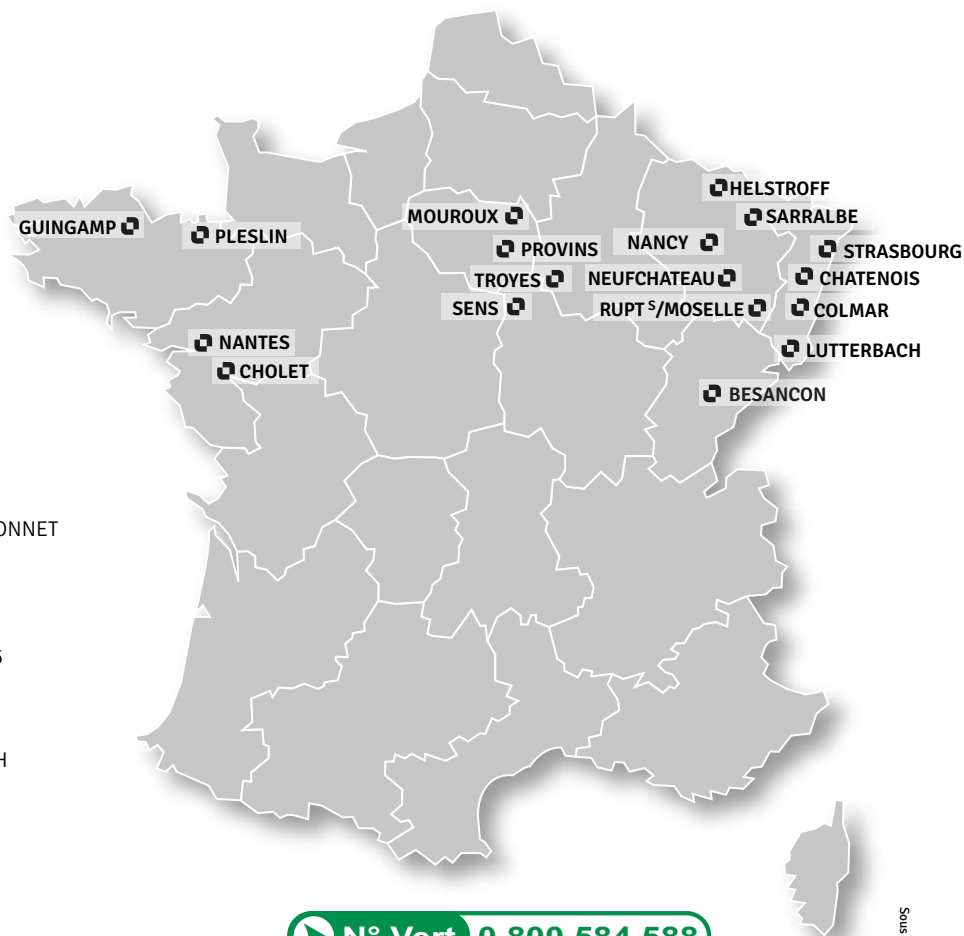 HELSTROFF
MOUROUX
SARRALBE
GUINGAMP
PLESLIN
PROVINS
NANCY
STRASBOURG
TROYES
NEUFCHATEAU
CHATENOIS
SENS
RUPT S/MOSELLE
COLMAR
NANTES
LUTTERBACH
CHOLET
BESANCON
ONNET
H
Sous
N° Vert 0 800 584 588